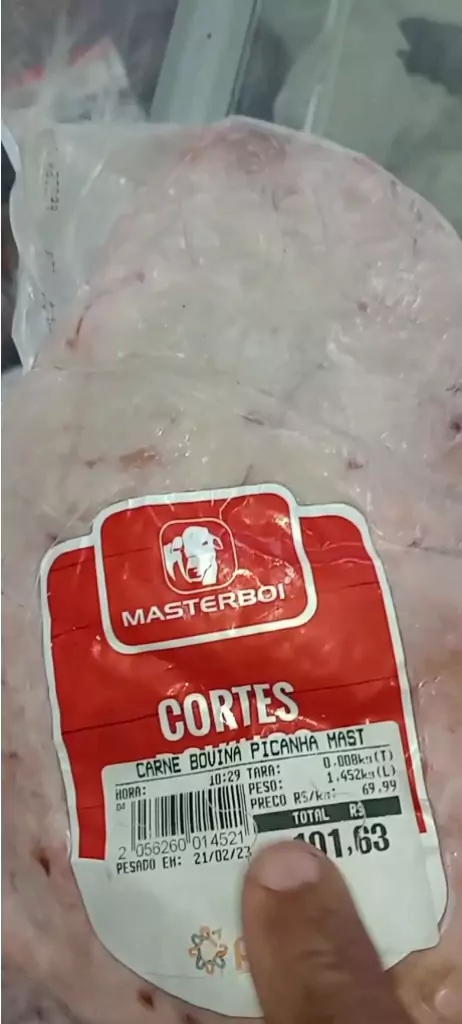 MASTERBOI
CORTES
CARNE BOVINA PICANHA MAST
HORA: 10:29 TARA: 0.008kg(T)
PESO: 1.452kg(L)
PRECO R$/kg: 69.99
04
TOTAL R$
101,63
2 056260 014521
PESADO EM: 21/02/23